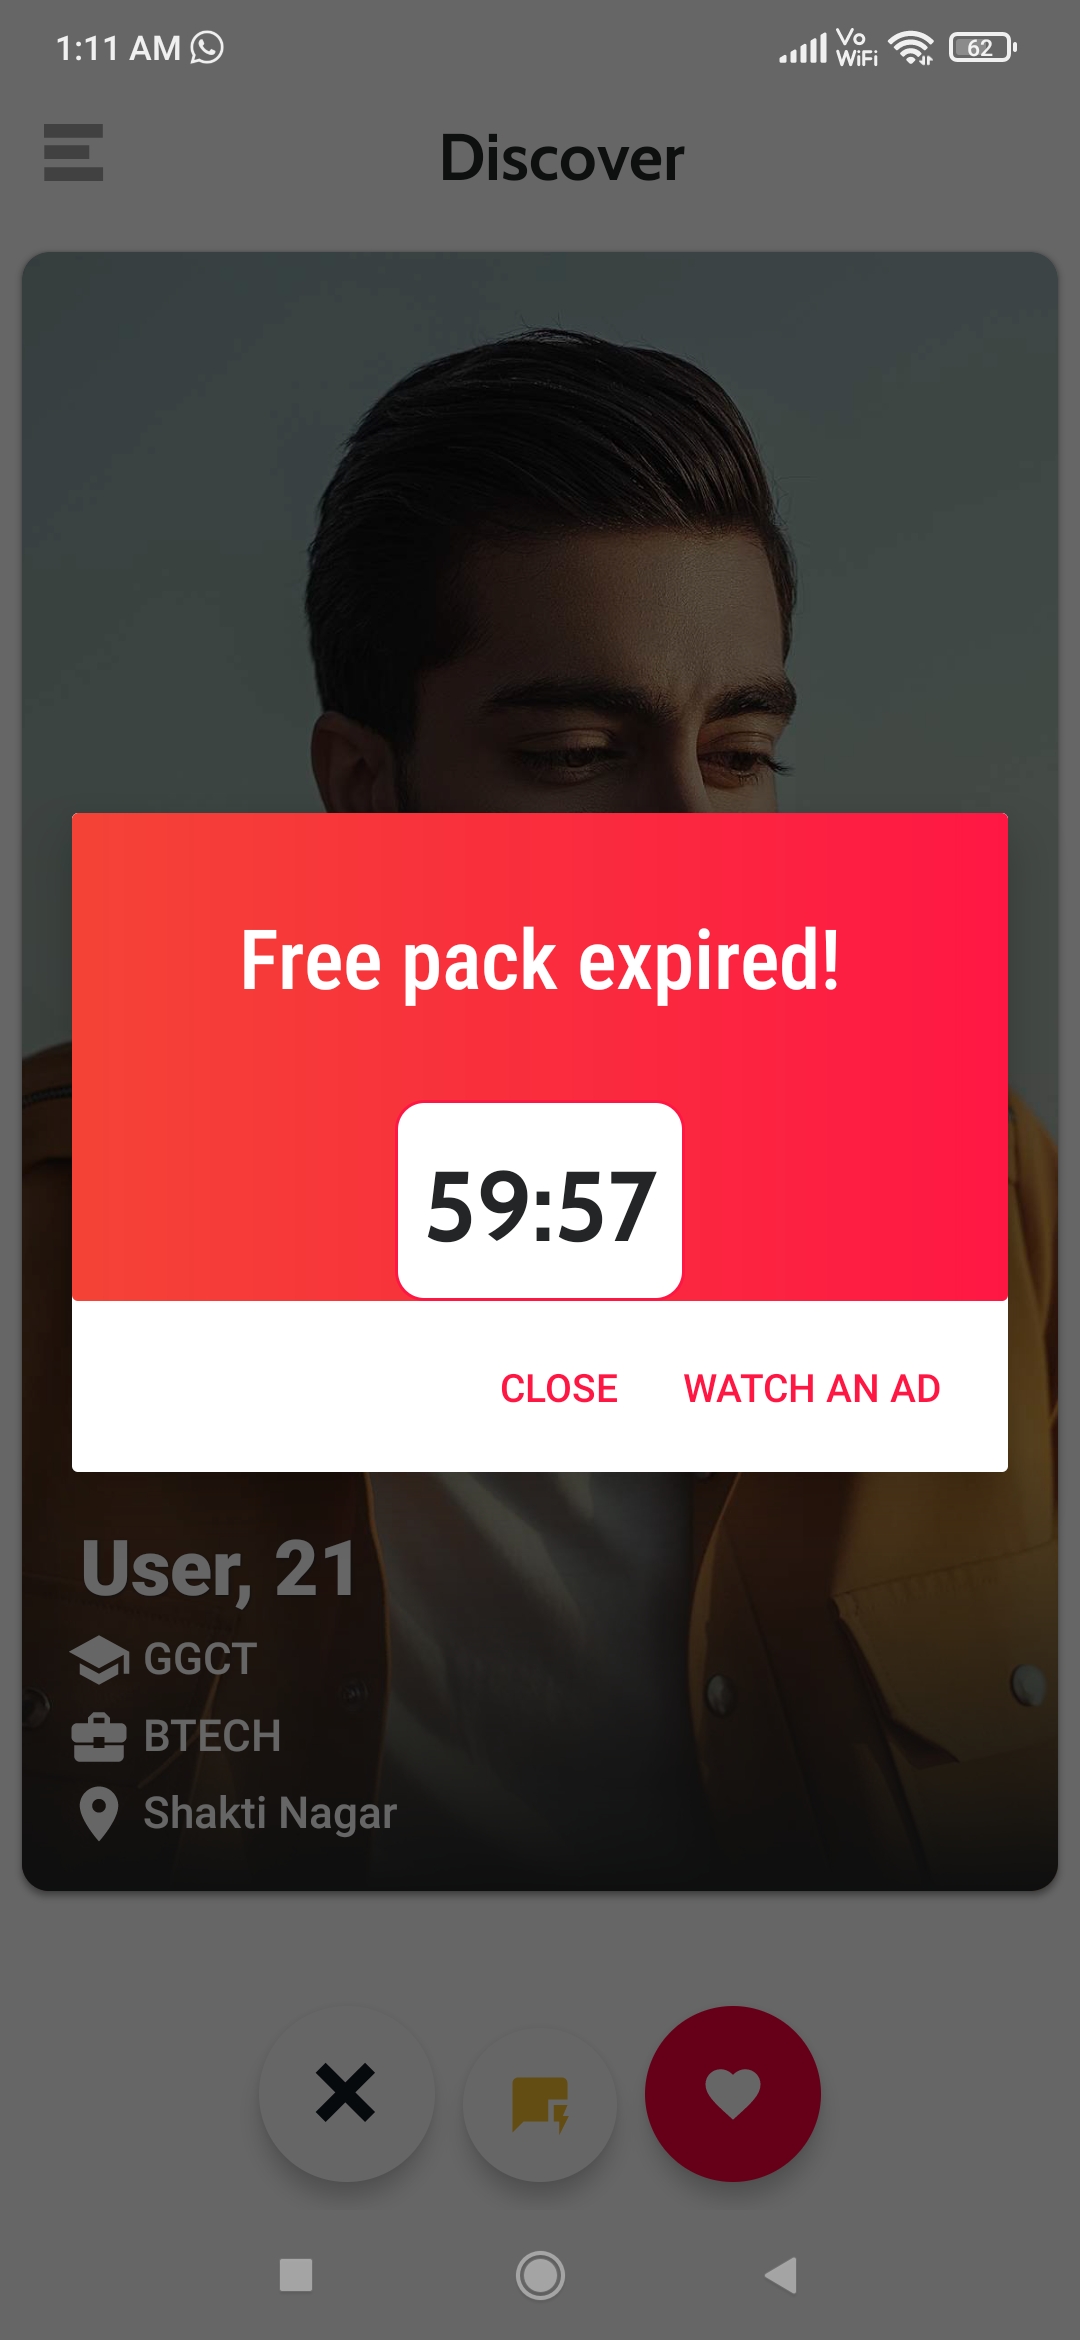 1:11 AM
Vo
WiFi
62
Discover
Free pack expired!
59:57
CLOSE WATCH AN AD
User, 21
GGCT
BTECH
Shakti Nagar